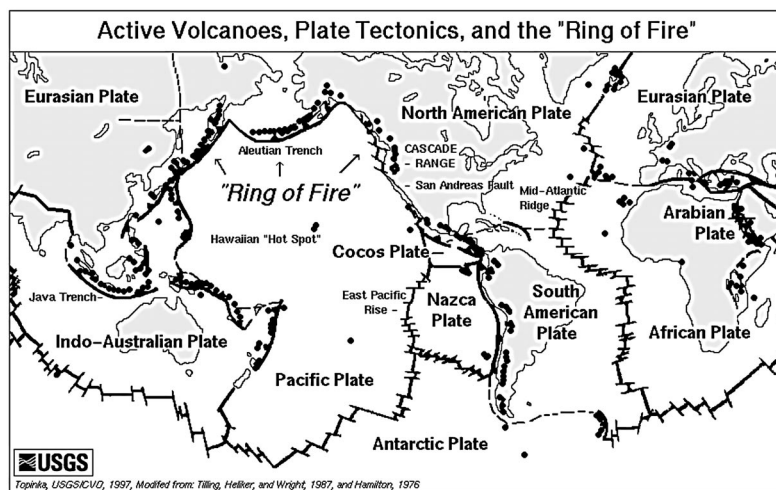 Active Volcanoes, Plate Tectonics, and the "Ring of Fire"
Eurasian Plate
North American Plate
Eurasian Plate
Aleutian Trench
CASCADE
RANGE
"Ring of Fire"
San Andreas Fault
Mid-Atlantic
Ridge
Arabian
Plate
Hawaiian "Hot Spot"
Cocos Plate
Java Trench
East Pacific
Rise
Nazca
Plate
South
American
Plate
Indo-Australian Plate
African Plate
Pacific Plate
Antarctic Plate
USGS
Topinka, USGS/CVO, 1997, Modifed from: Tilling, Heliker, and Wright, 1987, and Hamilton, 1976